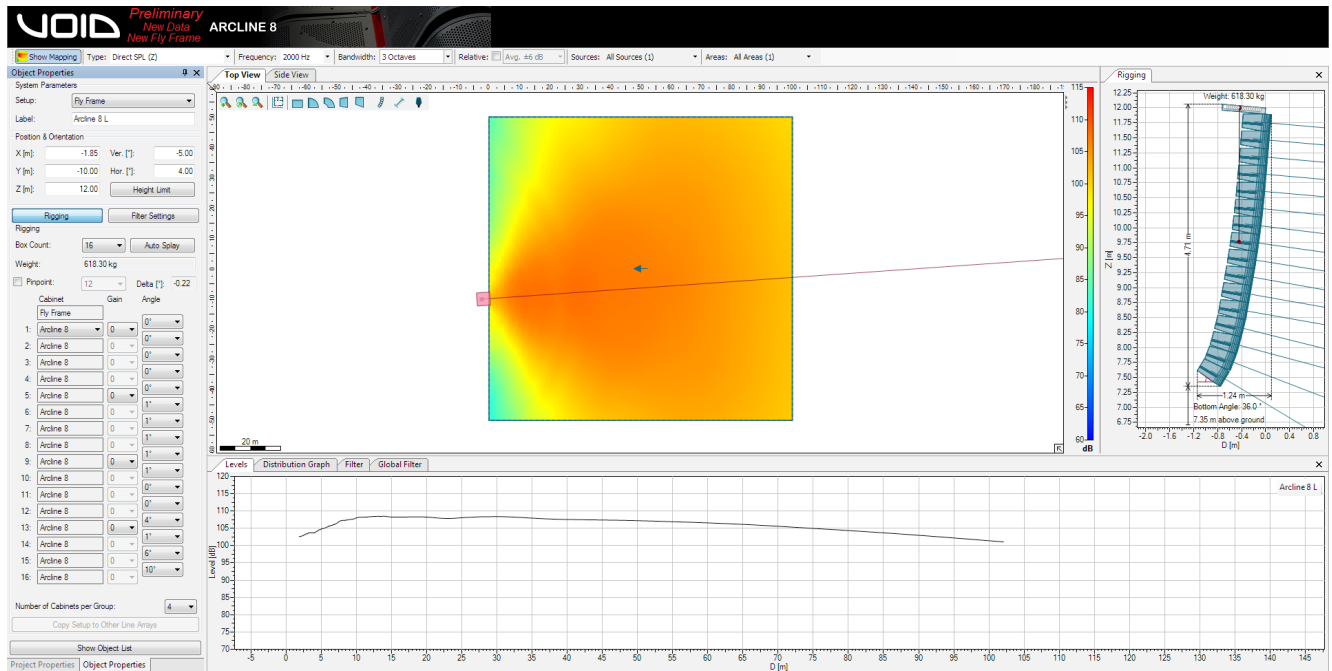 VOID
Preliminary
New Data
New Fly Frame
ARCLINE 8
Show Mapping Type: Direct SPL (Z) Frequency: 2000 Hz Bandwidth: 3 Octaves Relative: Avg. ±6 dB Sources: All Sources (1) Areas: All Areas (1)
Object Properties
System Parameters
Setup: Fly Frame
Label: Arcline 8 L
Position & Orientation
X [m]: -1.85 Ver. [°]: -5.00
Y [m]: -10.00 Hor. [°]: 4.00
Z [m]: 12.00 Height Limit
Rigging Filter Settings
Rigging
Box Count: 16 Auto Splay
Weight: 618.30 kg
Pinpoint: 12 Delta [°]: -0.22
Cabinet Gain Angle
Fly Frame
0°
1: Arcline 8 0
0°
2: Arcline 8 0
0°
3: Arcline 8 0
0°
4: Arcline 8 0
0°
5: Arcline 8 0
1°
6: Arcline 8 0
1°
7: Arcline 8 0
1°
8: Arcline 8 0
1°
9: Arcline 8 0
1°
10: Arcline 8 0
0°
11: Arcline 8 0
0°
12: Arcline 8 0
4°
13: Arcline 8 0
1°
14: Arcline 8 0
6°
15: Arcline 8 0
10°
16: Arcline 8 0
Number of Cabinets per Group: 4
Copy Setup to Other Line Arrays
Show Object List
Project Properties Object Properties
Top View Side View
20 m
115
110
105
100
95
90
85
80
75
70
65
60
dB
Rigging
Weight: 618.30 kg
12.25
12.00
11.75
11.50
11.25
11.00
10.75
10.50
10.25
10.00
9.75
9.50
9.25
9.00
8.75
8.50
8.25
8.00
7.75
7.50
7.25
7.00
6.75
Z [m]
4.71 m
1.24 m
Bottom Angle: 36.0 °
7.35 m above ground
-2.0 -1.6 -1.2 -0.8 -0.4 0.0 0.4 0.8
D [m]
Levels Distribution Graph Filter Global Filter
Arcline 8 L
120
115
110
105
100
95
90
85
80
75
70
Level [dB]
-5 0 5 10 15 20 25 30 35 40 45 50 55 60 65 70 75 80 85 90 95 100 105 110 115 120 125 130 135 140 145
D [m]